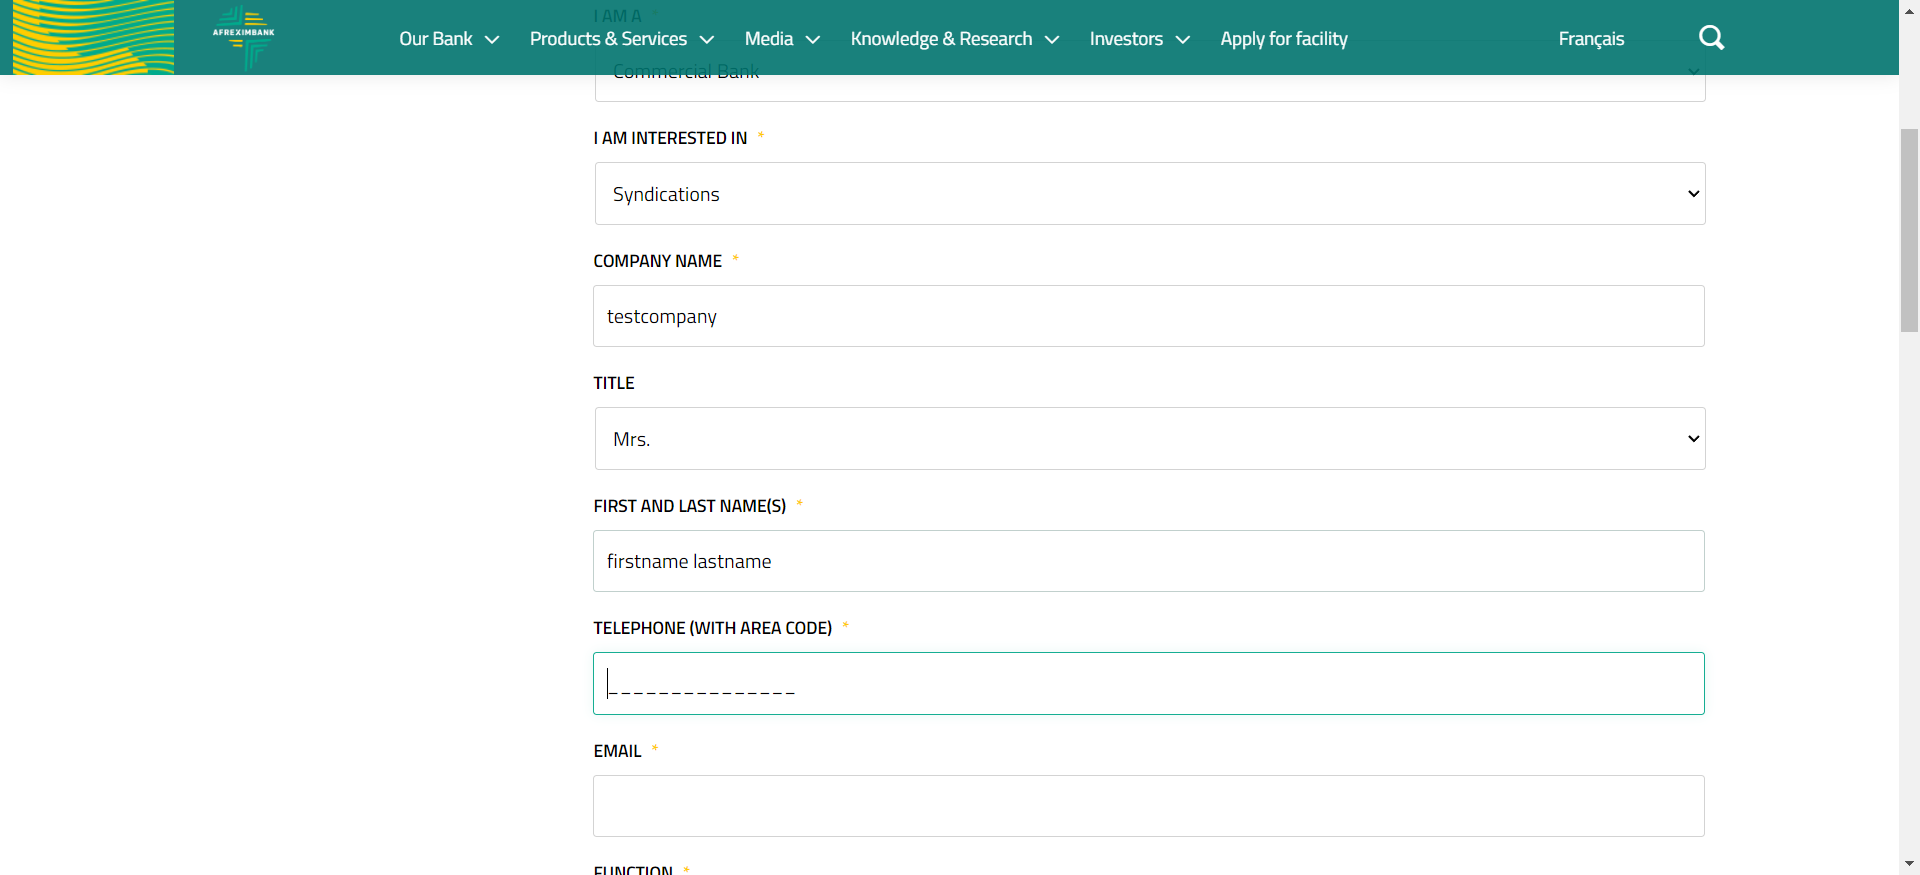 I AM A *
AFREXIMBANK
Our Bank Products & Services Media Knowledge & Research Investors Apply for facility Français
Commercial Bank
I AM INTERESTED IN *
Syndications
COMPANY NAME *
testcompany
TITLE
Mrs.
FIRST AND LAST NAME(S) *
firstname lastname
TELEPHONE (WITH AREA CODE) *
_ _ _ _ _ _ _ _ _ _ _ _ _ _ _
EMAIL *
FUNCTION *